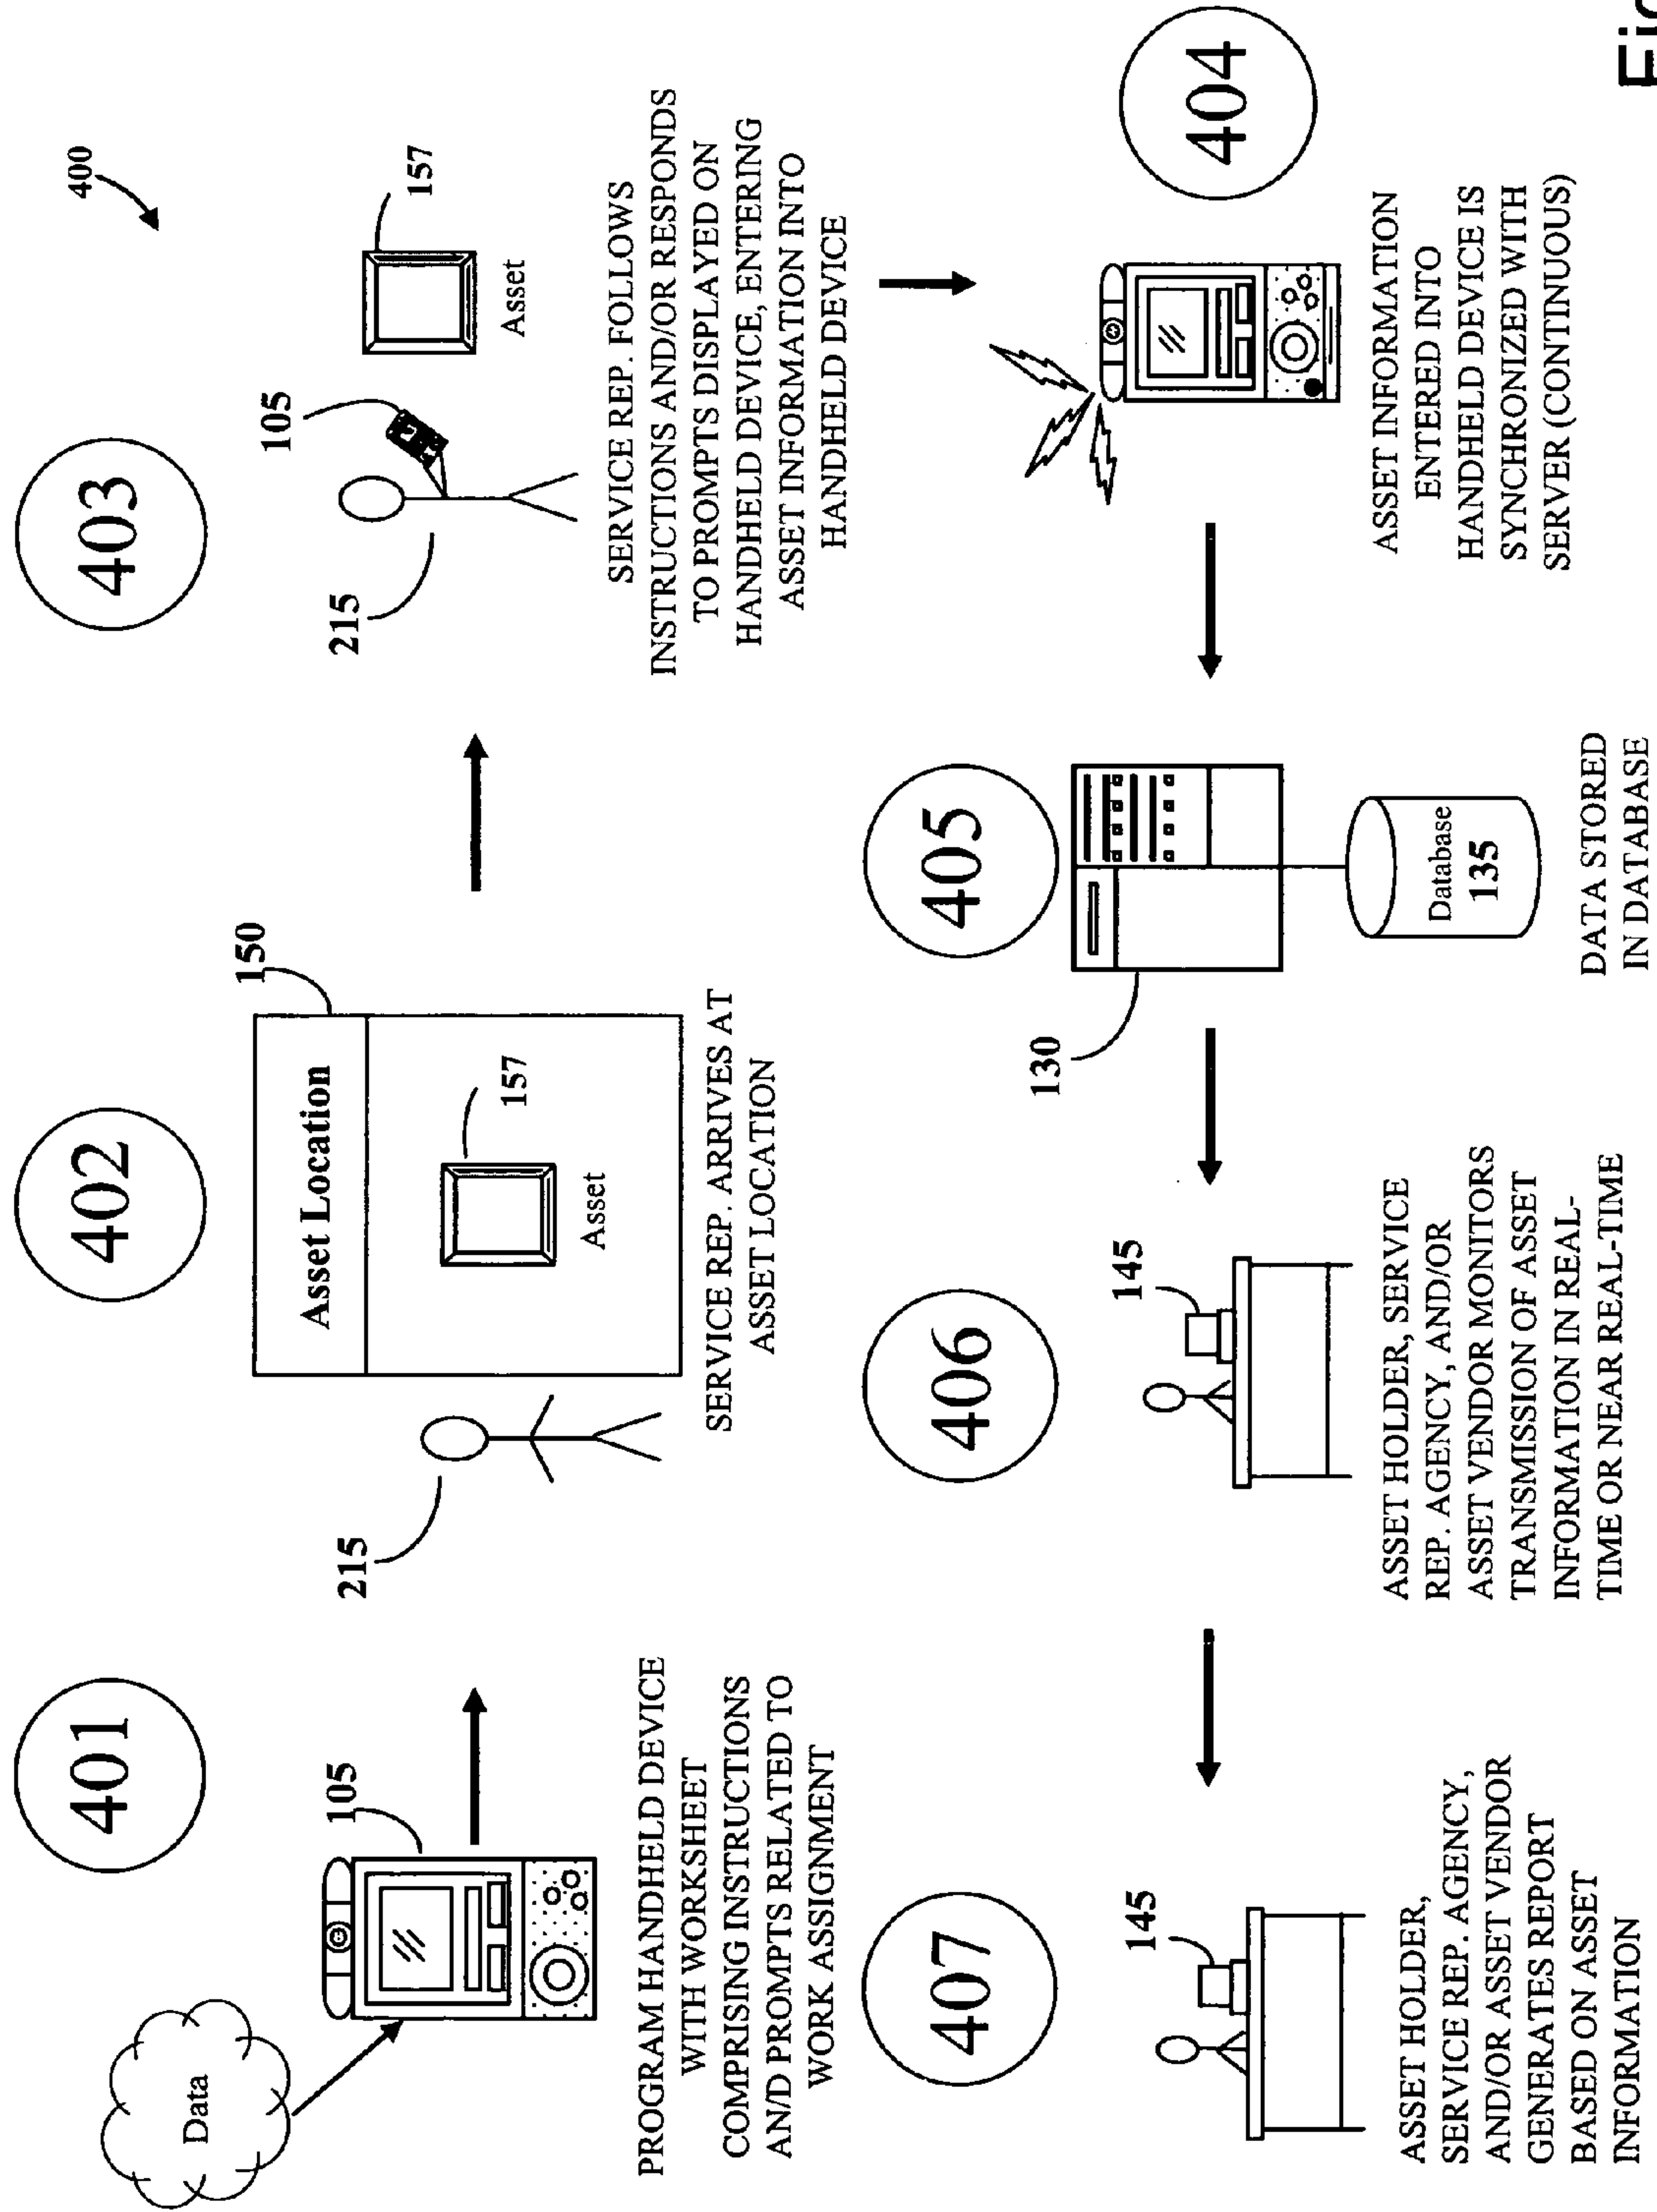 400
401
Data
105
PROGRAM HANDHELD DEVICE
WITH WORKSHEET
COMPRISING INSTRUCTIONS
AN/D PROMPTS RELATED TO
WORK ASSIGNMENT
402
215
150
Asset Location
157
Asset
SERVICE REP. ARRIVES AT
ASSET LOCATION
403
215
105
157
Asset
SERVICE REP. FOLLOWS
INSTRUCTIONS AND/OR RESPONDS
TO PROMPTS DISPLAYED ON
HANDHELD DEVICE, ENTERING
ASSET INFORMATION INTO
HANDHELD DEVICE
404
ASSET INFORMATION
ENTERED INTO
HANDHELD DEVICE IS
SYNCHRONIZED WITH
SERVER (CONTINUOUS)
405
130
Database
135
DATA STORED
IN DATABASE
406
145
ASSET HOLDER, SERVICE
REP. AGENCY, AND/OR
ASSET VENDOR MONITORS
TRANSMISSION OF ASSET
INFORMATION IN REAL-
TIME OR NEAR REAL-TIME
407
145
ASSET HOLDER,
SERVICE REP. AGENCY,
AND/OR ASSET VENDOR
GENERATES REPORT
BASED ON ASSET
INFORMATION